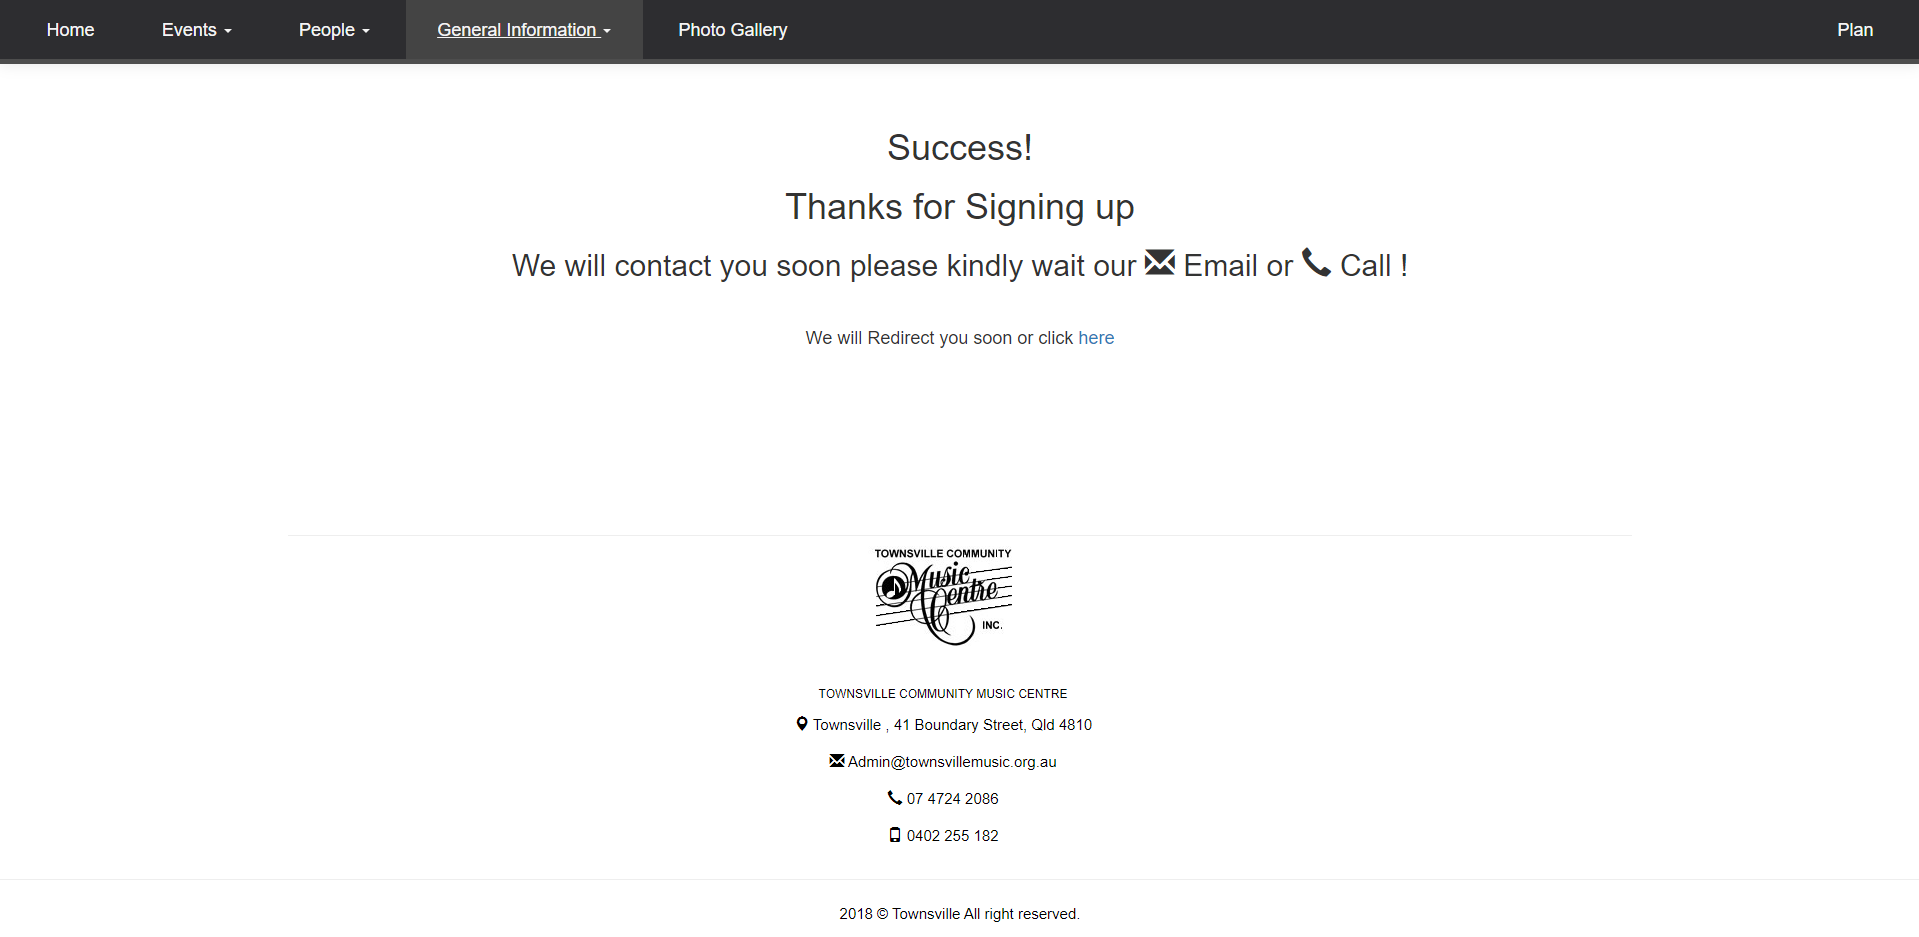 Home Events People General Information Photo Gallery Plan
Success!
Thanks for Signing up
We will contact you soon please kindly wait our Email or Call !
We will Redirect you soon or click here
TOWNSVILLE COMMUNITY
Music
Centre
INC.
TOWNSVILLE COMMUNITY MUSIC CENTRE
Townsville , 41 Boundary Street, Qld 4810
Admin@townsvillemusic.org.au
07 4724 2086
0402 255 182
2018 © Townsville All right reserved.